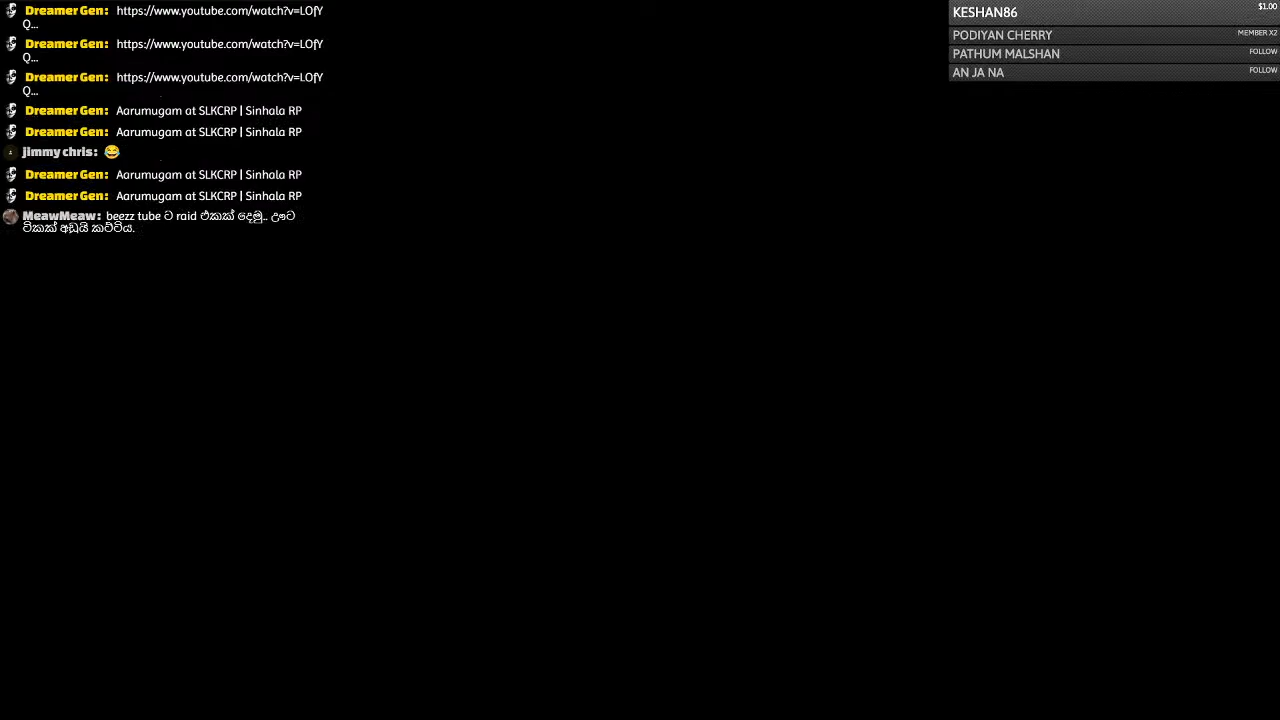 Dreamer Gen: https://www.youtube.com/watch?v=LOfY
Q...
Dreamer Gen: https://www.youtube.com/watch?v=LOfY
Q...
Dreamer Gen: https://www.youtube.com/watch?v=LOfY
Q...
Dreamer Gen: Aarumugam at SLKCRP | Sinhala RP
Dreamer Gen: Aarumugam at SLKCRP | Sinhala RP
jimmy chris: 😂
Dreamer Gen: Aarumugam at SLKCRP | Sinhala RP
Dreamer Gen: Aarumugam at SLKCRP | Sinhala RP
MeawMeaw: beezz tube ට raid එකක් දෙමු.. ඌට
ටිකක් අඩුයි කට්ටිය.
KESHAN86 $1.00
PODIYAN CHERRY MEMBER X2
PATHUM MALSHAN FOLLOW
AN JA NA FOLLOW